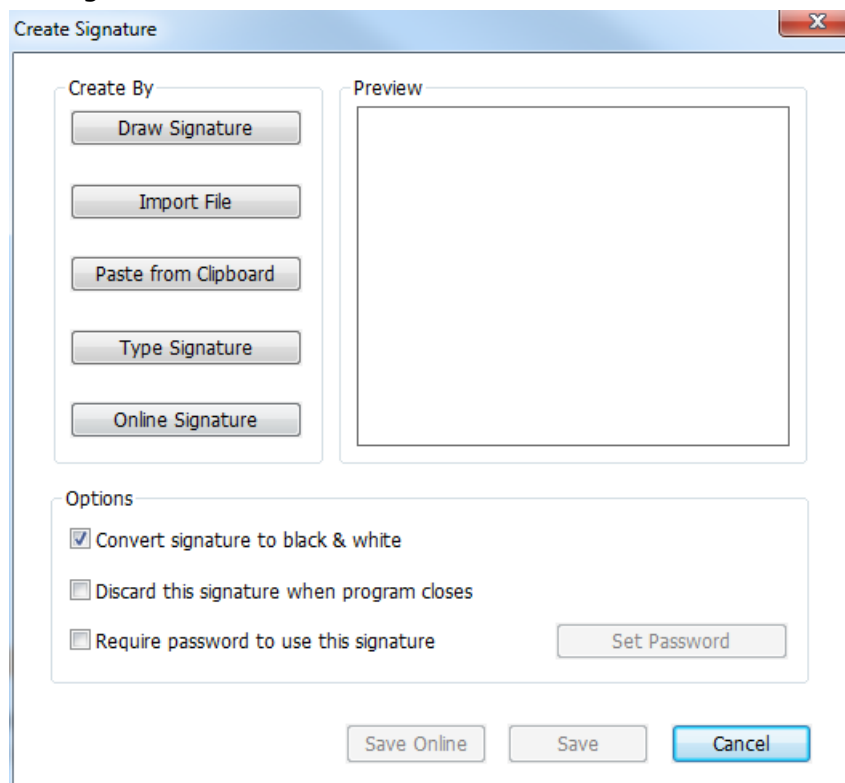 Create Signature
Create By
Preview
Draw Signature
Import File
Paste from Clipboard
Type Signature
Online Signature
Options
Convert signature to black & white
Discard this signature when program closes
Require password to use this signature
Set Password
Save Online
Save
Cancel